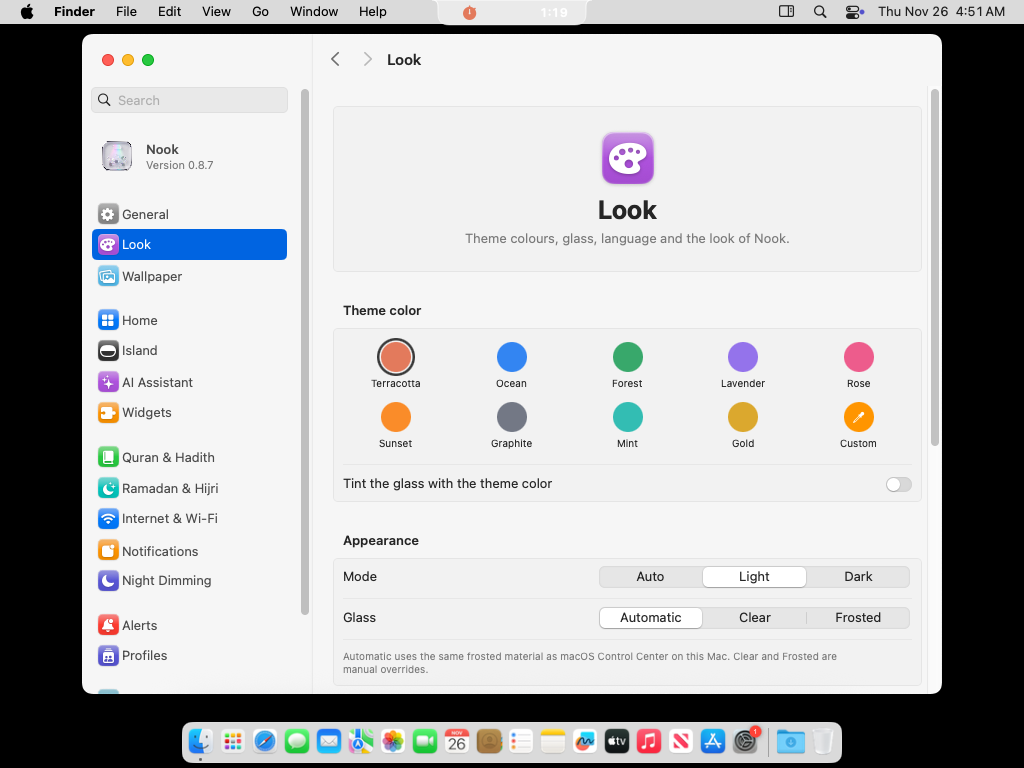 Finder File Edit View Go Window Help 1:19 Thu Nov 26 4:51 AM
Look
Search
Nook
Version 0.8.7
General
Look
Wallpaper
Home
Island
AI Assistant
Widgets
Quran & Hadith
Ramadan & Hijri
Internet & Wi-Fi
Notifications
Night Dimming
Alerts
Profiles
Look
Theme colours, glass, language and the look of Nook.
Theme color
Terracotta Ocean Forest Lavender Rose
Sunset Graphite Mint Gold Custom
Tint the glass with the theme color
Appearance
Mode Auto Light Dark
Glass Automatic Clear Frosted
Automatic uses the same frosted material as macOS Control Center on this Mac. Clear and Frosted are
manual overrides.
NOV
26
tv
1